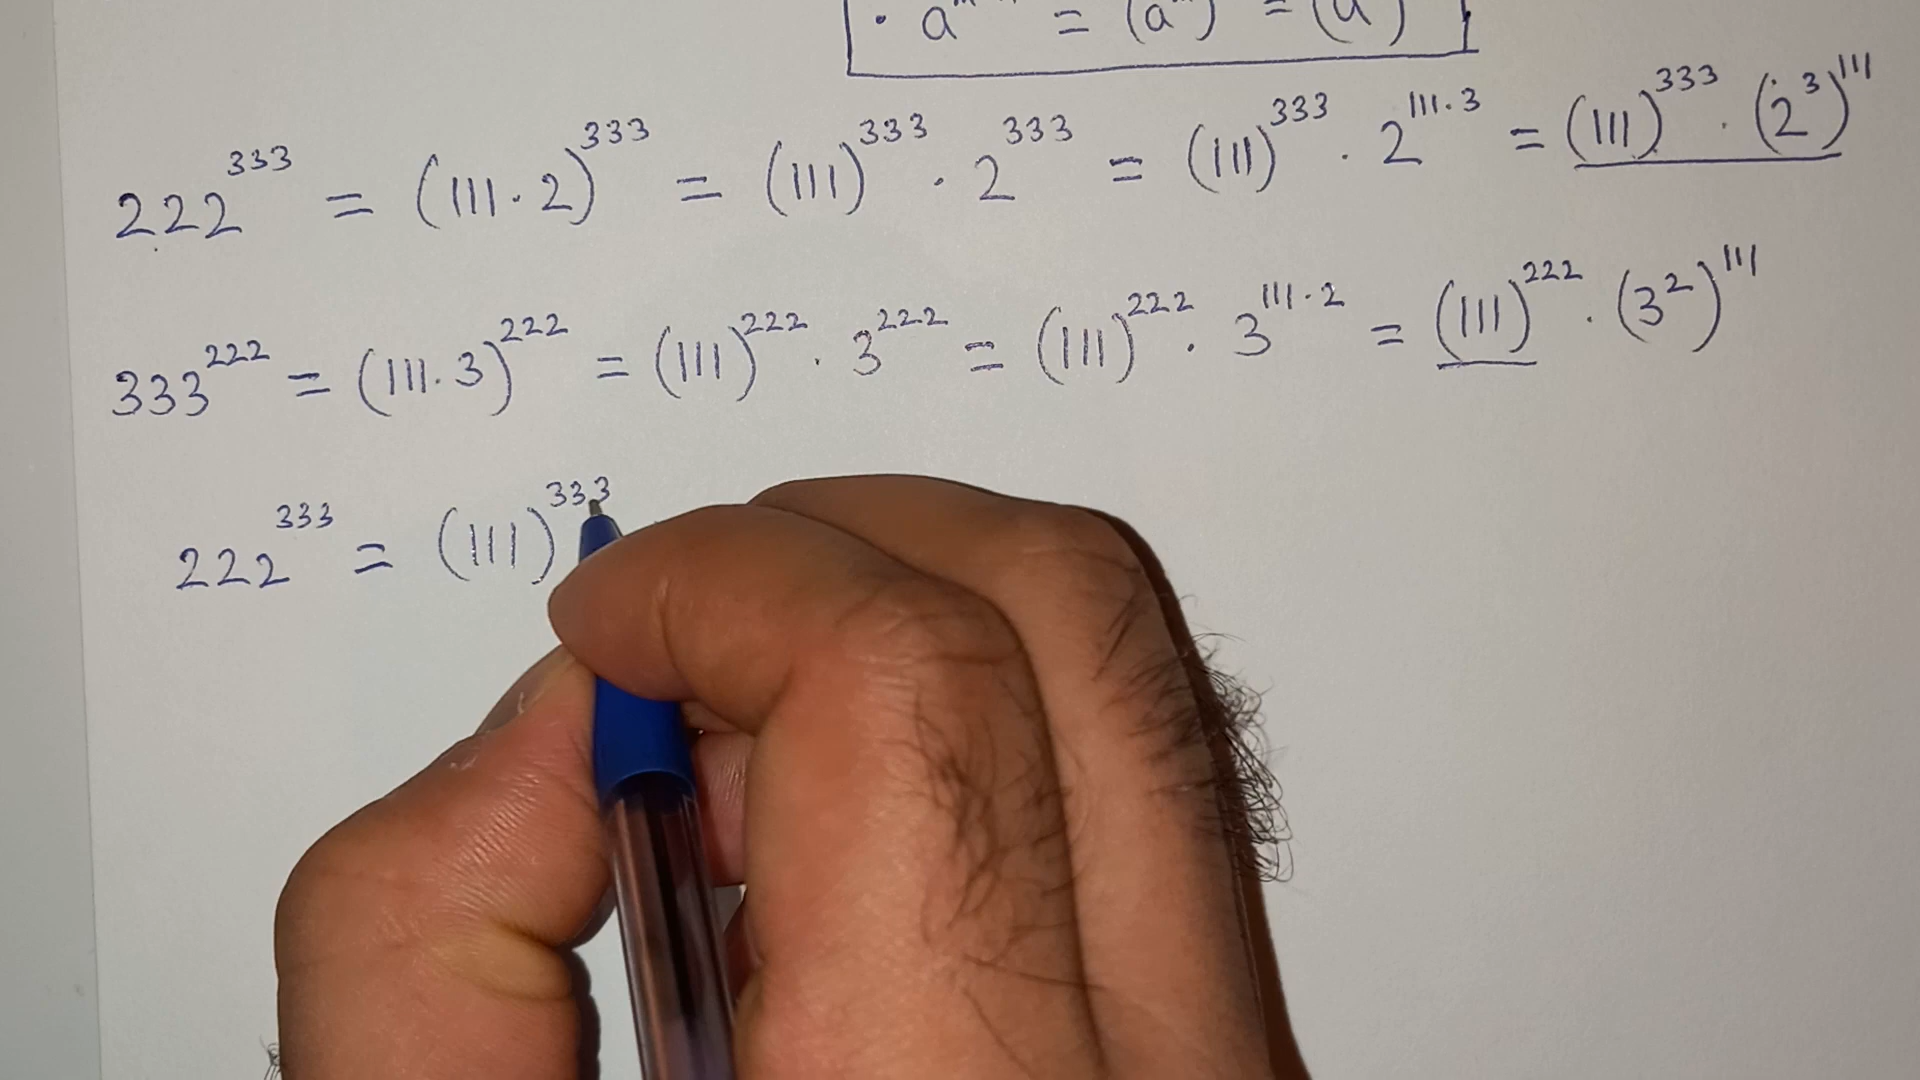 · a = (a ) = (a )
222^333 = (111·2)^333 = (111)^333 · 2^333 = (111)^333 · 2^111·3 = (111)^333 · (2^3)^111
333^222 = (111·3)^222 = (111)^222 · 3^222 = (111)^222 · 3^111·2 = (111)^222 · (3^2)^111
222^333 = (111)^333